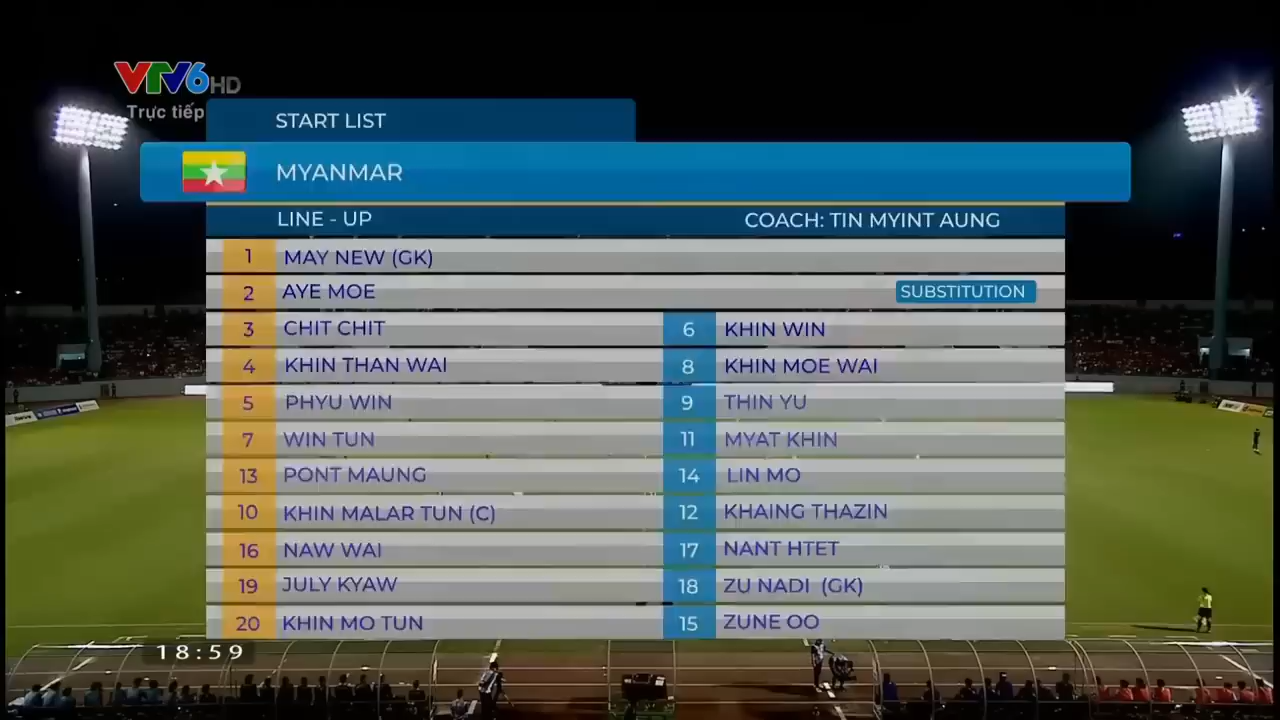 VTV6HD
Trực tiếp
START LIST
MYANMAR
LINE - UP
COACH: TIN MYINT AUNG
1 MAY NEW (GK)
2 AYE MOE
SUBSTITUTION
3 CHIT CHIT
6 KHIN WIN
4 KHIN THAN WAI
8 KHIN MOE WAI
5 PHYU WIN
9 THIN YU
7 WIN TUN
11 MYAT KHIN
13 PONT MAUNG
14 LIN MO
10 KHIN MALAR TUN (C)
12 KHAING THAZIN
16 NAW WAI
17 NANT HTET
19 JULY KYAW
18 ZU NADI (GK)
20 KHIN MO TUN
15 ZUNE OO
18:59